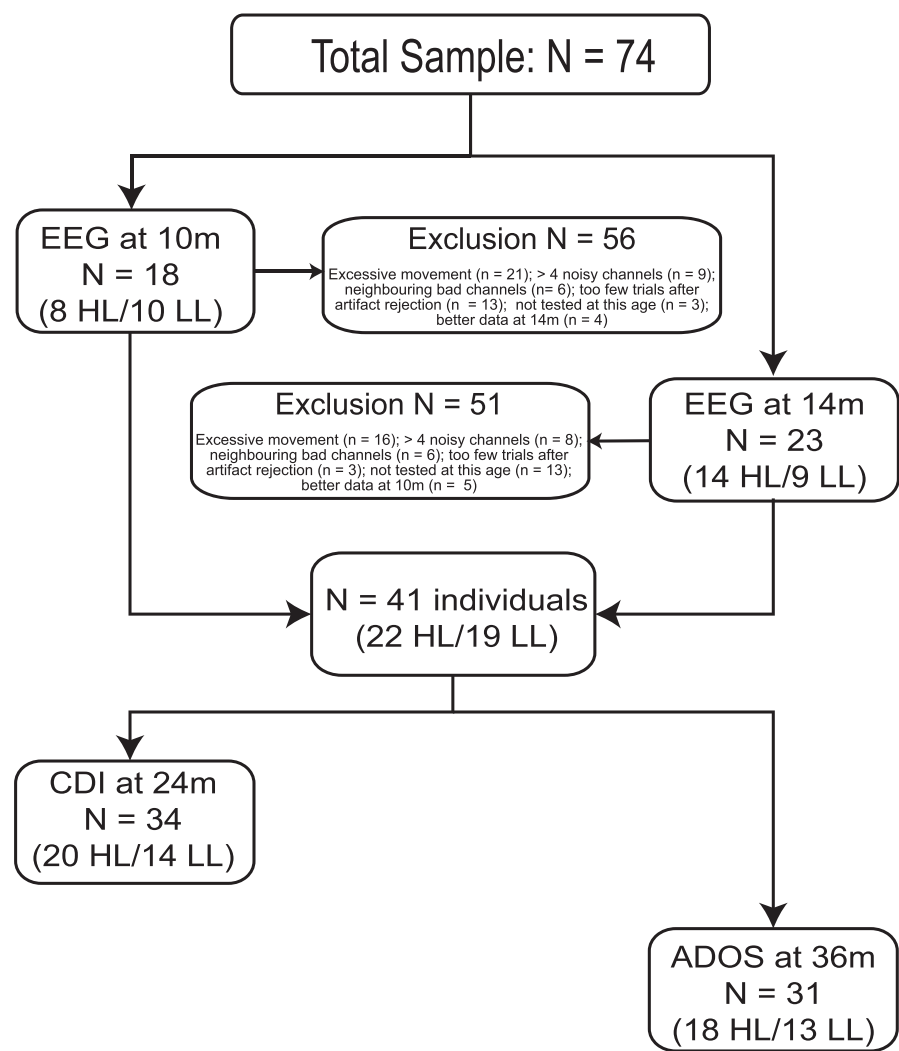 Total Sample: N = 74
EEG at 10m
N = 18
(8 HL/10 LL)
Exclusion N = 56
Excessive movement (n = 21); > 4 noisy channels (n = 9);
neighbouring bad channels (n= 6); too few trials after
artifact rejection (n = 13); not tested at this age (n = 3);
better data at 14m (n = 4)
Exclusion N = 51
Excessive movement (n = 16); > 4 noisy channels (n = 8);
neighbouring bad channels (n = 6); too few trials after
artifact rejection (n = 3); not tested at this age (n = 13);
better data at 10m (n = 5)
EEG at 14m
N = 23
(14 HL/9 LL)
N = 41 individuals
(22 HL/19 LL)
CDI at 24m
N = 34
(20 HL/14 LL)
ADOS at 36m
N = 31
(18 HL/13 LL)